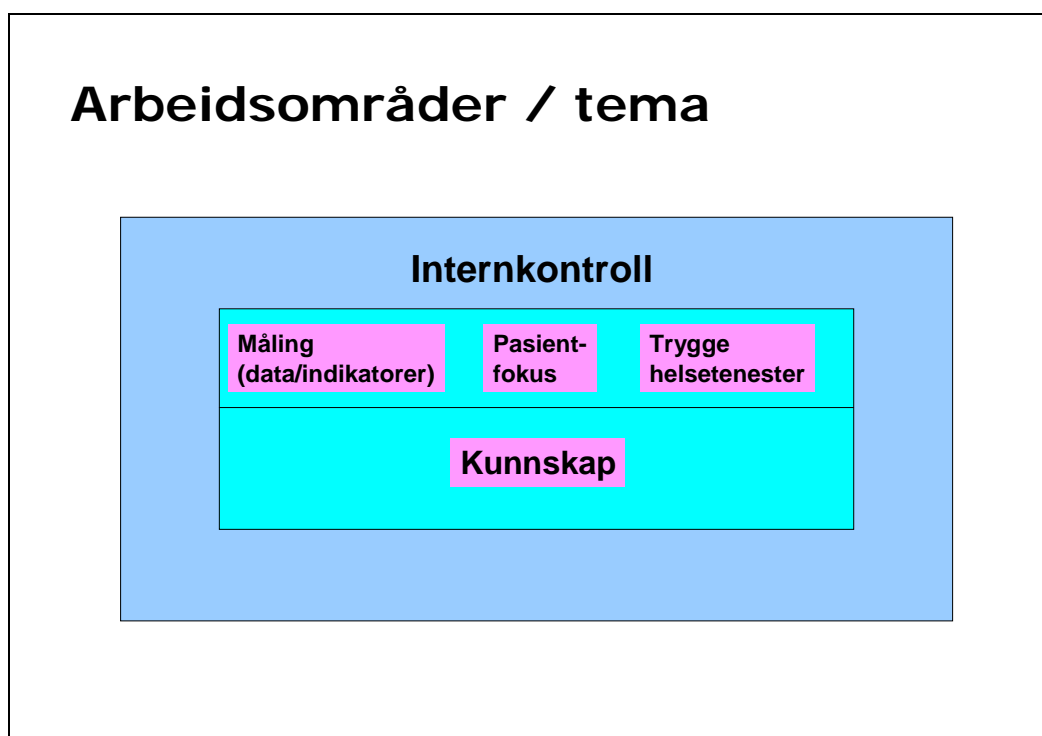 Arbeidsområder / tema
Internkontroll
Måling
(data/indikatorer)
Pasient-
fokus
Trygge
helsetenester
Kunnskap